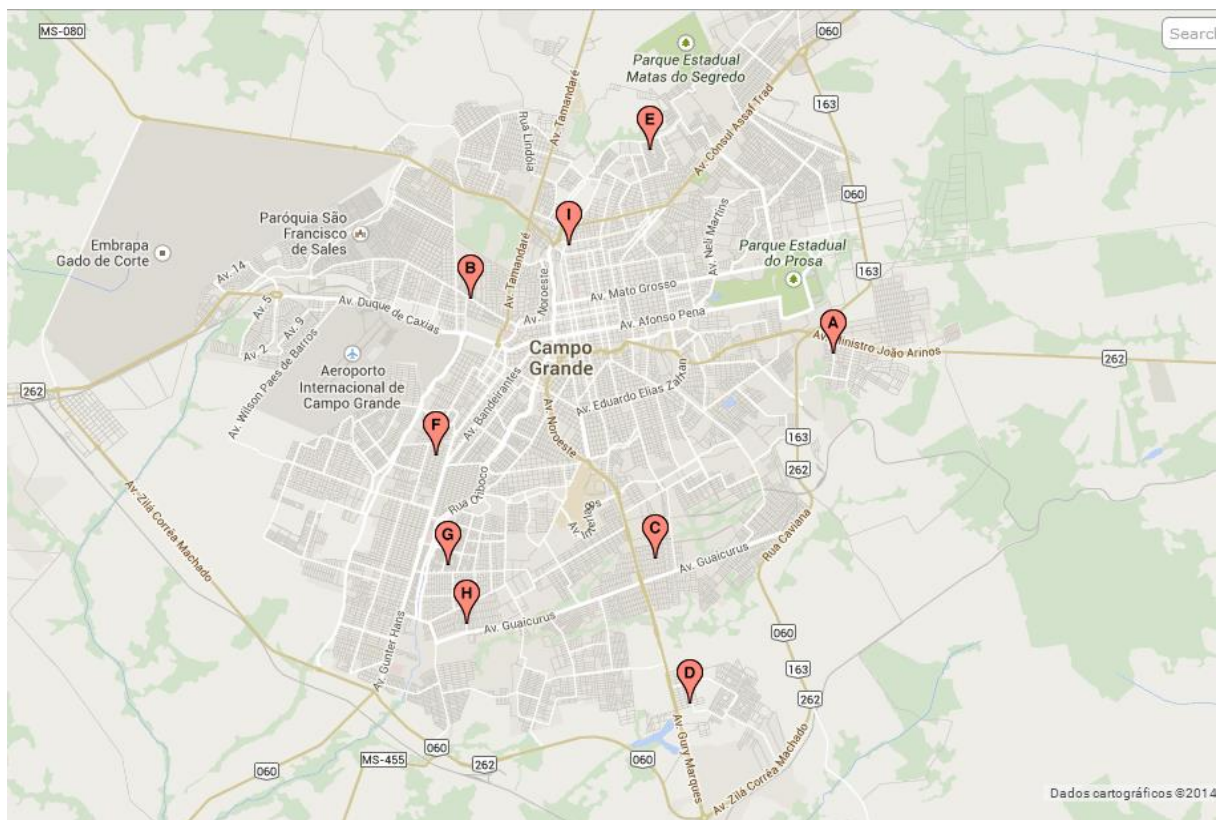 MS-080
060
Search
Parque Estadual
Matas do Segredo
Av. Tamandaré
Rua Lindóia
163
E
Av. Cônsul Assaf Trad
060
Paróquia São
Francisco
de Sales
I
Av. Neli Martins
Embrapa
Gado de Corte
Parque Estadual
do Prosa
163
Av. 14
B
Av. Tamandaré
Av. Noroeste
Av. Mato Grosso
Av. 5
Av. 9
Av. Duque de Caxias
Av. Afonso Pena
A
Av. Ministro João Arinos
262
Av. 2
Campo
Grande
Aeroporto
Internacional de
Campo Grande
262
Av. Wilson Paes de Barros
Av. Bandeirantes
Av. Eduardo Elias Zahran
F
Av. Noroeste
163
262
Av. Zilá Corrêa Machado
C
G
Av. Guaicurus
Rua Caviana
H
Av. Guaicurus
060
Av. Gunter Hans
163
D
262
060
262
060
MS-455
060
Av. Gury Marques
Av. Zilá Corrêa Machado
Dados cartográficos ©2014